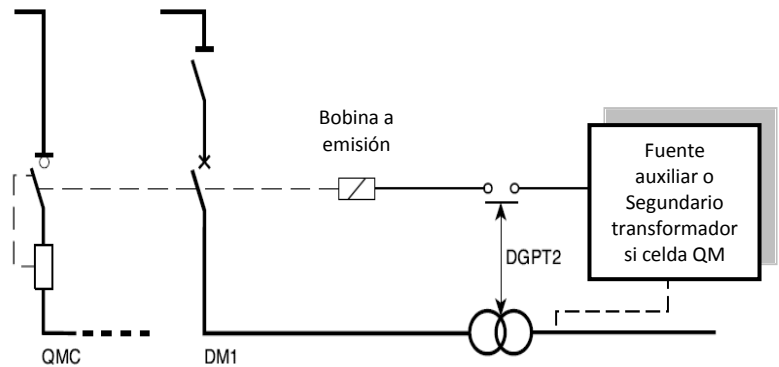 Bobina a
emisión
Fuente
auxiliar o
Segundario
transformador
si celda QM
DGPT2
QMC
DM1